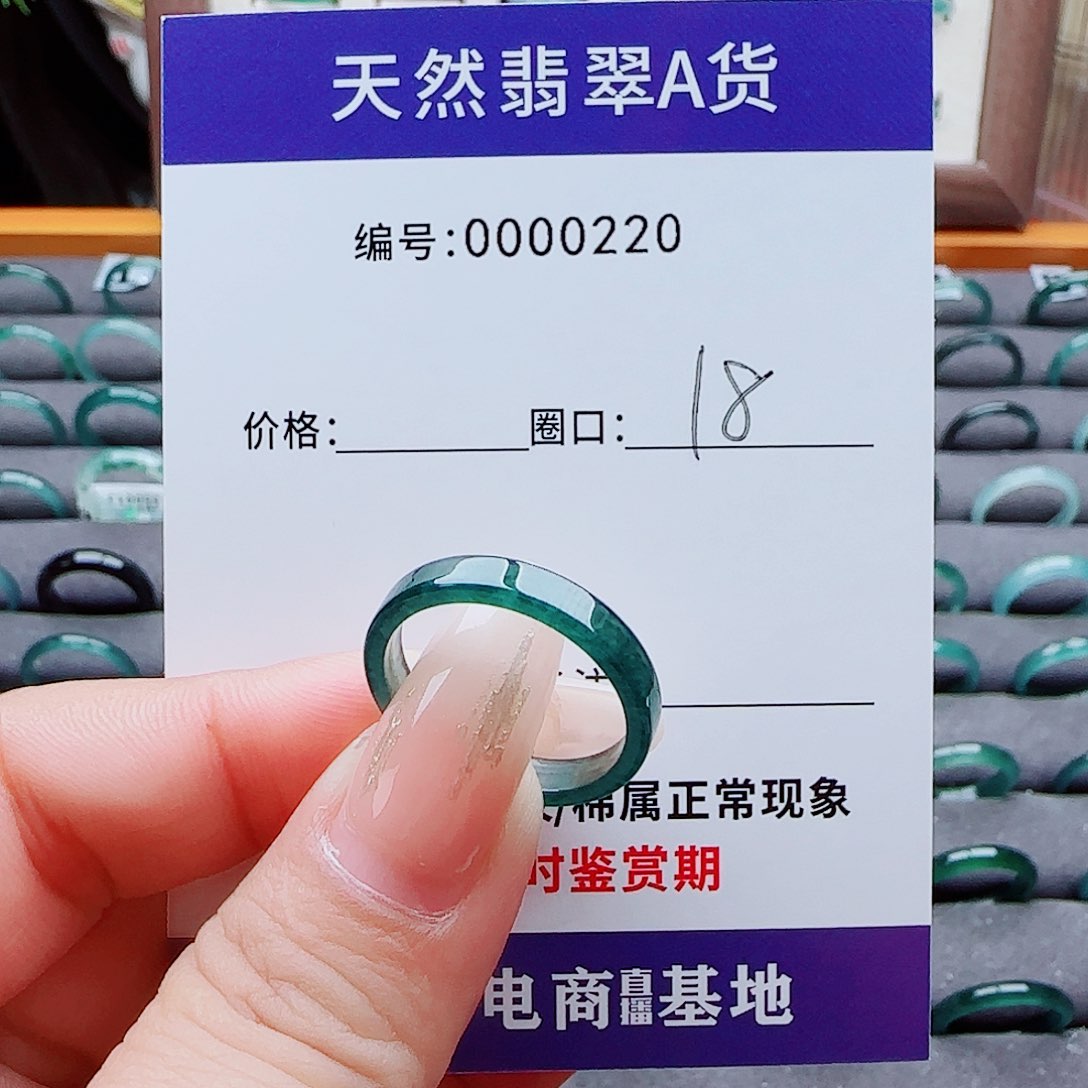 天然翡翠A货
编号:0000220
价格: 圈口: 18
/棉属正常现象
时鉴赏期
电商直播基地